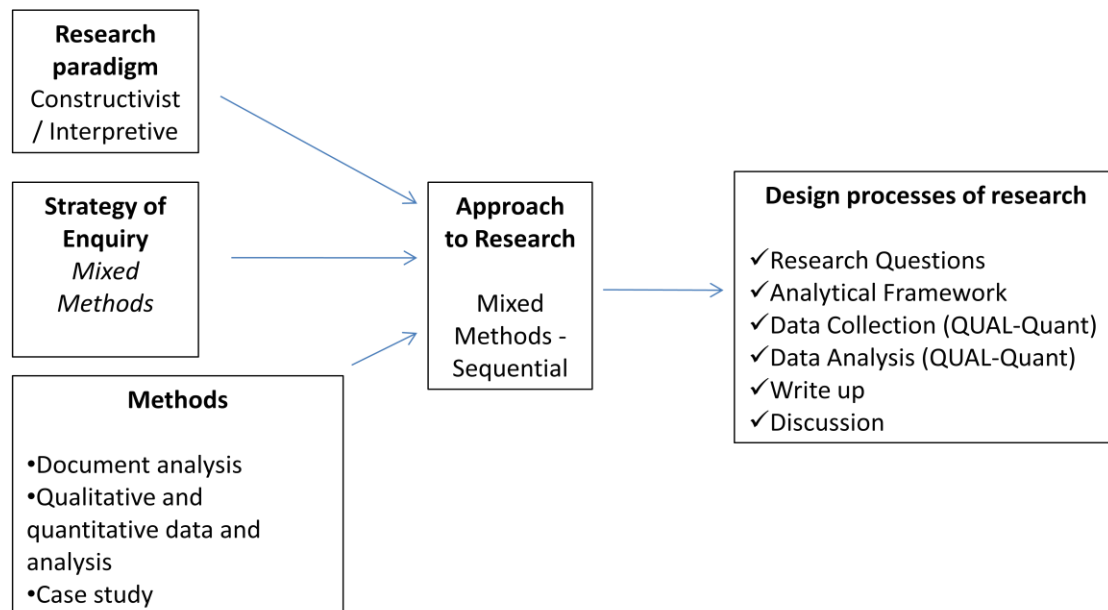 Research
paradigm
Constructivist
/ Interpretive
Strategy of
Enquiry
Mixed
Methods
Methods
•Document analysis
•Qualitative and
quantitative data and
analysis
•Case study
Approach
to Research
Mixed
Methods -
Sequential
Design processes of research
✓Research Questions
✓Analytical Framework
✓Data Collection (QUAL-Quant)
✓Data Analysis (QUAL-Quant)
✓Write up
✓Discussion